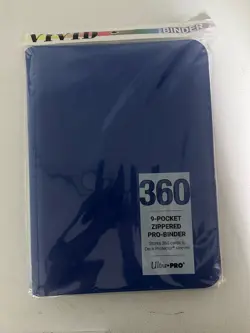 VIVID
BINDER
360
9-POCKET
ZIPPERED
PRO-BINDER
Ultra•PRO®